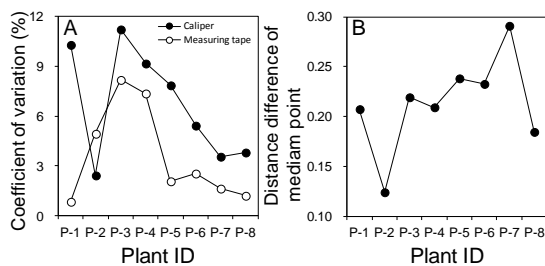 A
Caliper
Measuring tape
Coefficient of variation (%)
12
9
6
3
0
P-1 P-2 P-3 P-4 P-5 P-6 P-7 P-8
Plant ID
B
Distance difference of
mediam point
0.30
0.25
0.20
0.15
0.10
P-1 P-2 P-3 P-4 P-5 P-6 P-7 P-8
Plant ID